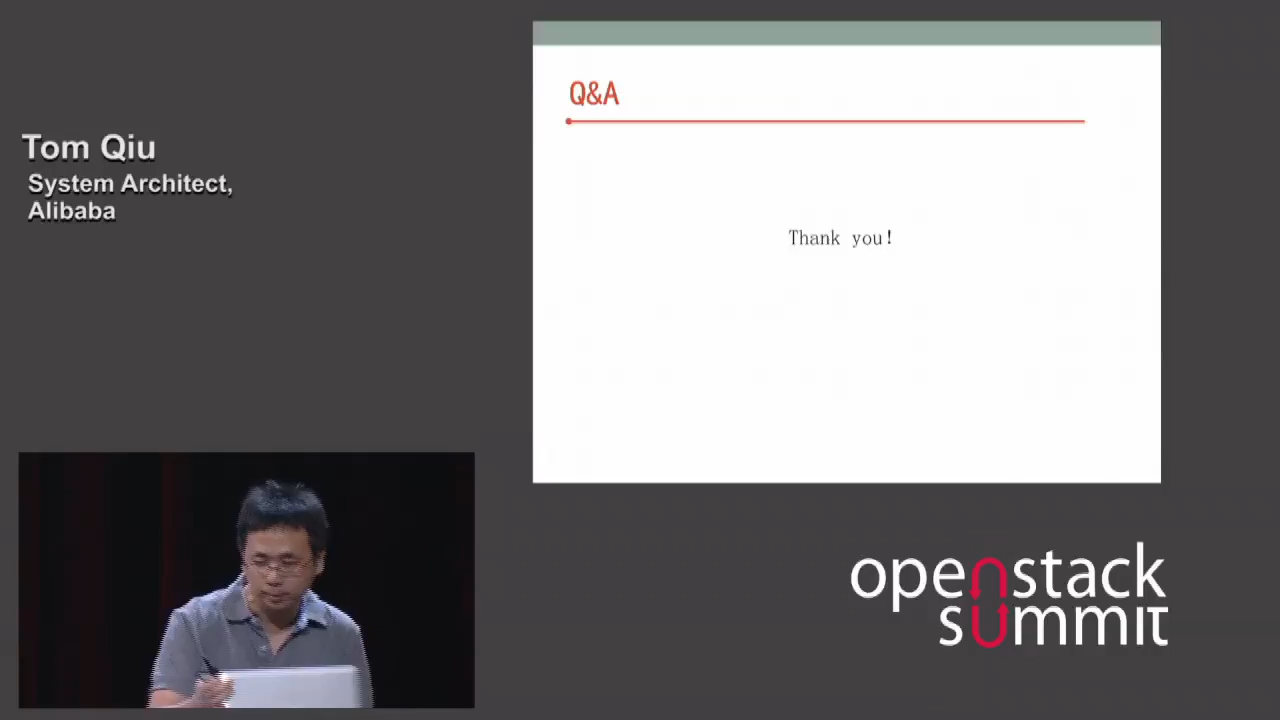 Tom Qiu
System Architect,
Alibaba
Q&A
Thank you!
openstack
summit